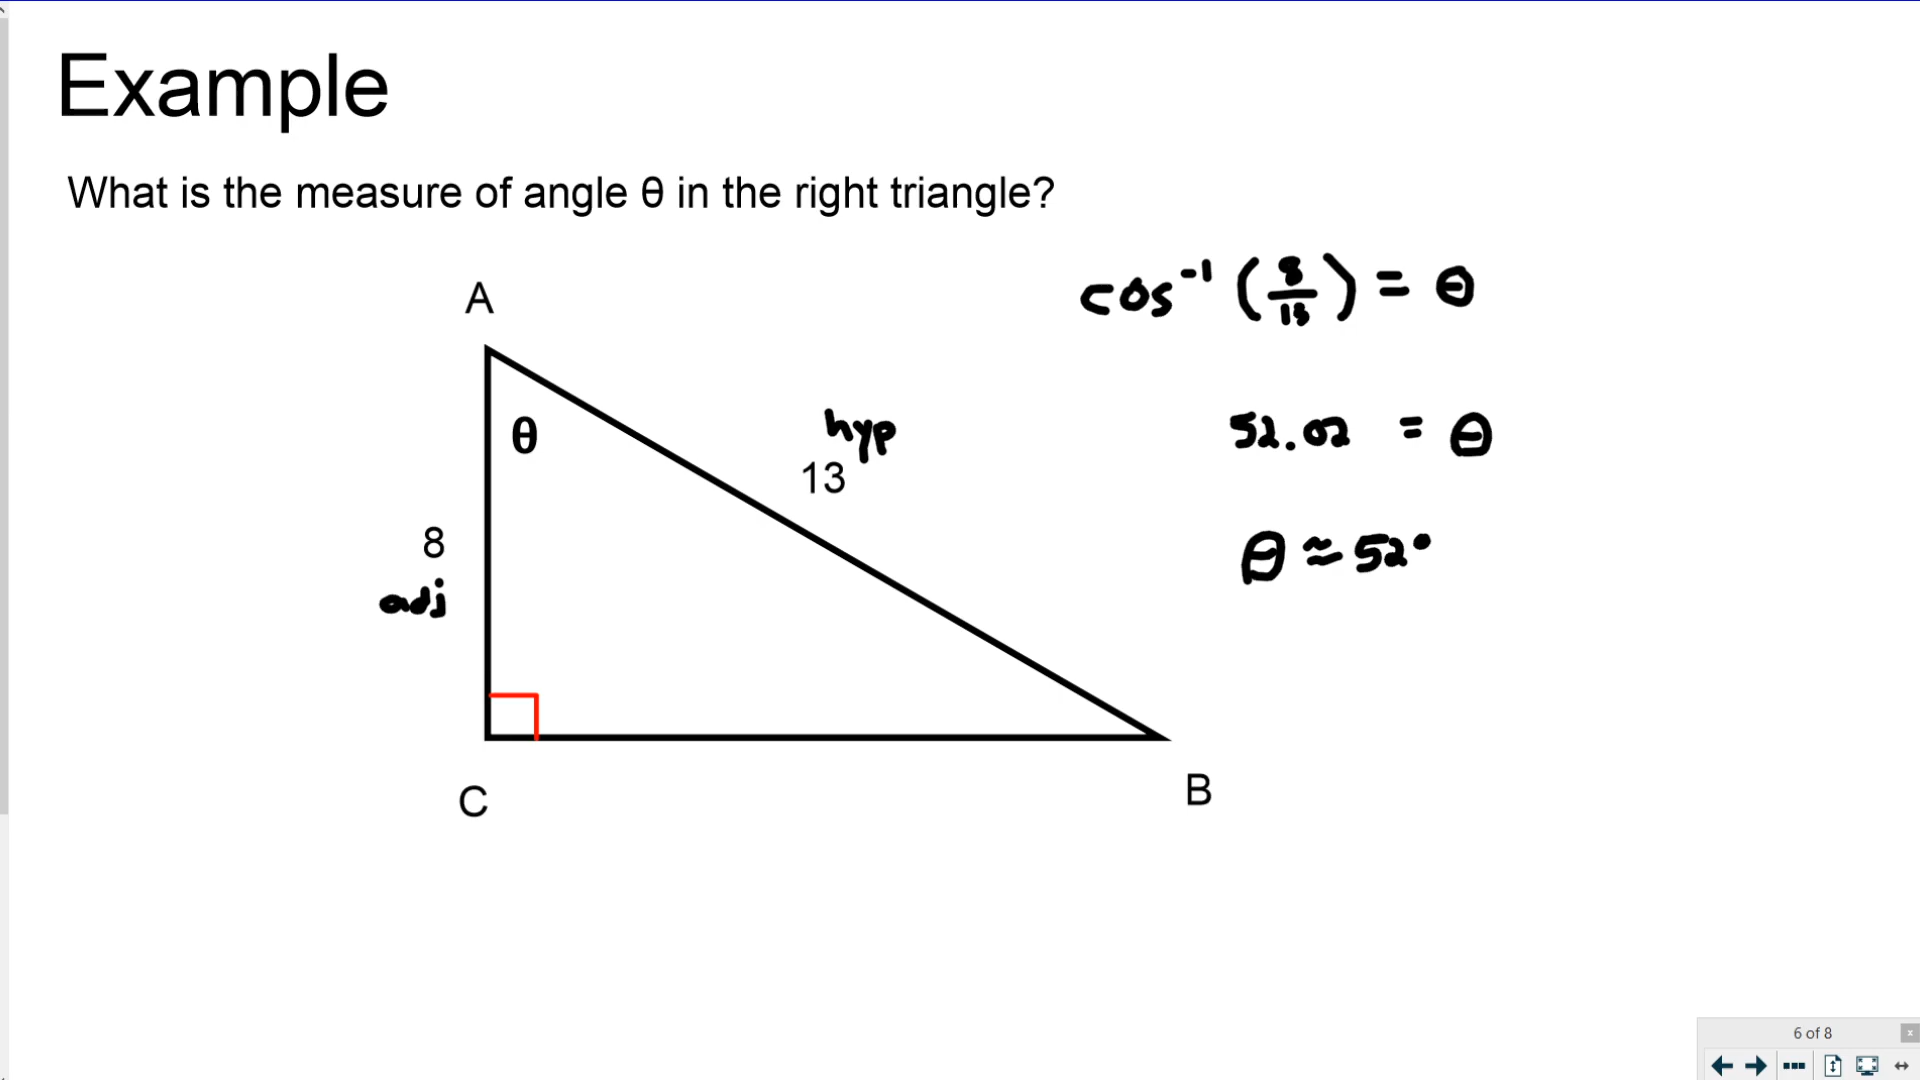 Example
What is the measure of angle θ in the right triangle?
cos⁻¹ (8/13) = θ
A
θ
hyp
13
52.02 = θ
8
adj
θ ≈ 52°
C
B
6 of 8